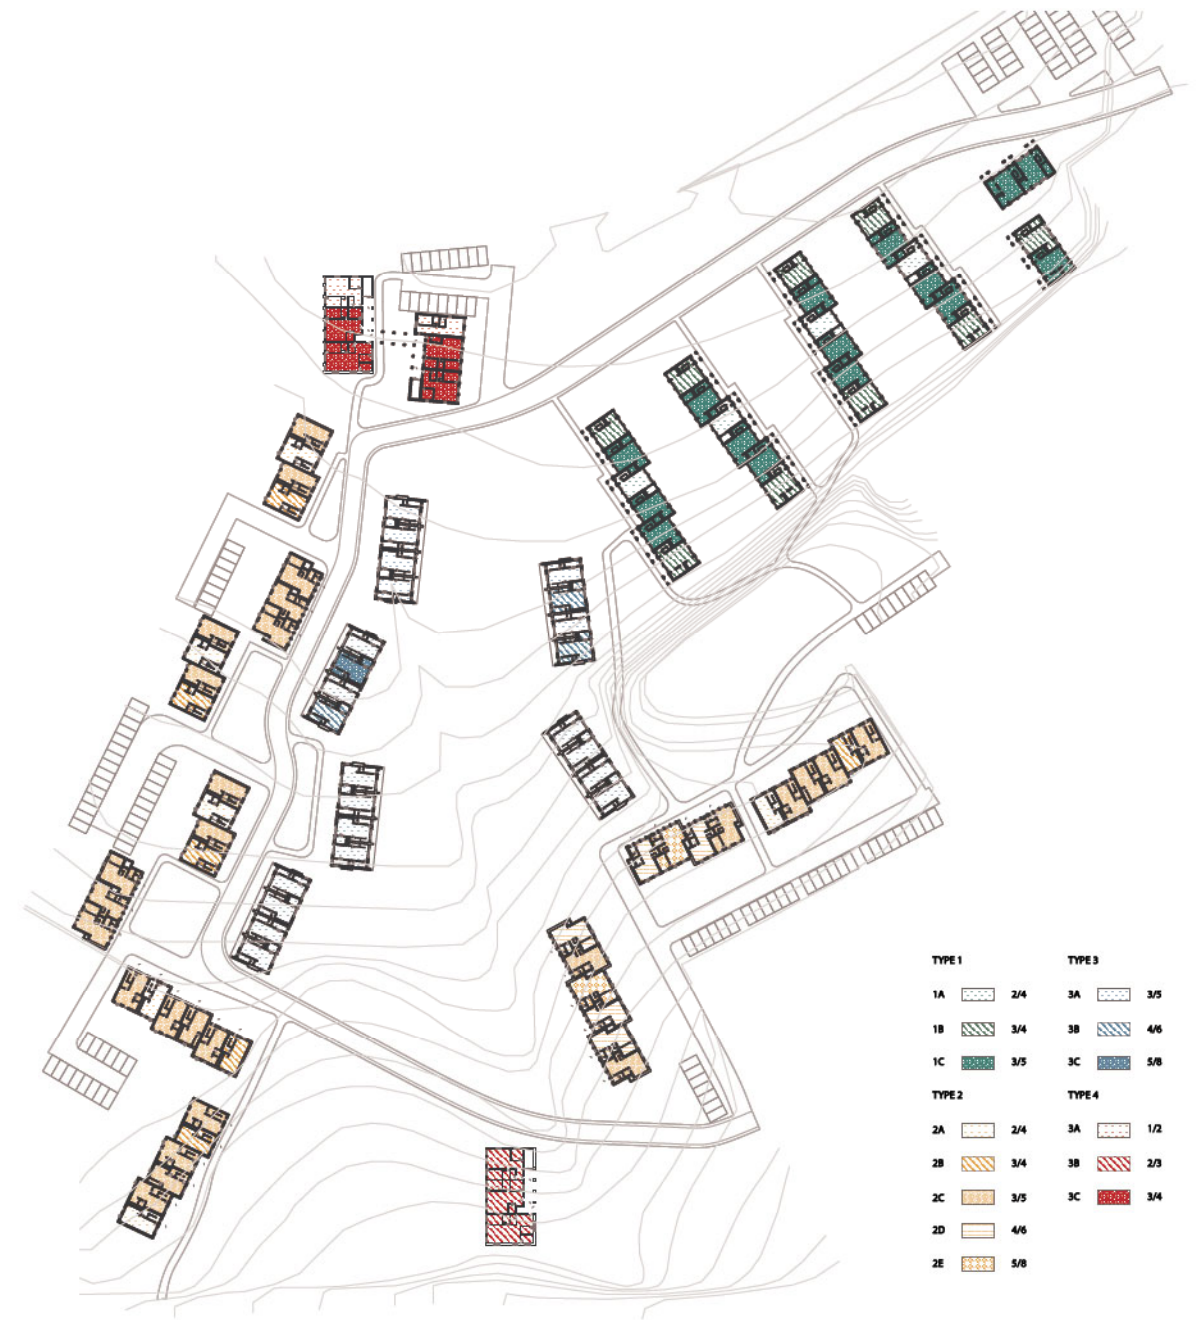 TYPE 1
1A 2/4
1B 3/4
1C 3/5
TYPE 2
2A 2/4
2B 3/4
2C 3/5
2D 4/6
2E 5/8
TYPE 3
3A 3/5
3B 4/6
3C 5/8
TYPE 4
3A 1/2
3B 2/3
3C 3/4